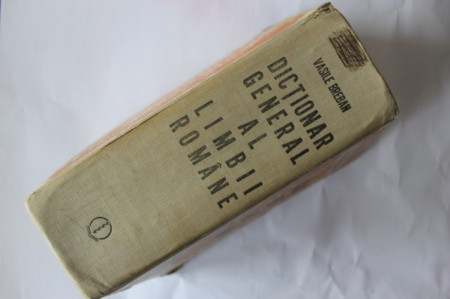 VASILE BREBAN
DICȚIONAR
GENERAL
AL
LIMBII
ROMÂNE